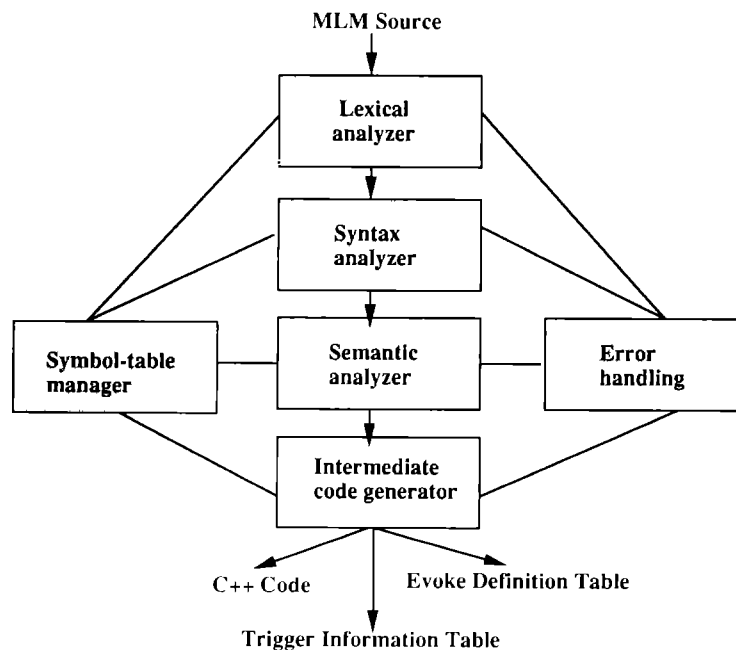 MLM Source
Lexical
analyzer
Syntax
analyzer
Symbol-table
manager
Semantic
analyzer
Error
handling
Intermediate
code generator
C++ Code
Evoke Definition Table
Trigger Information Table